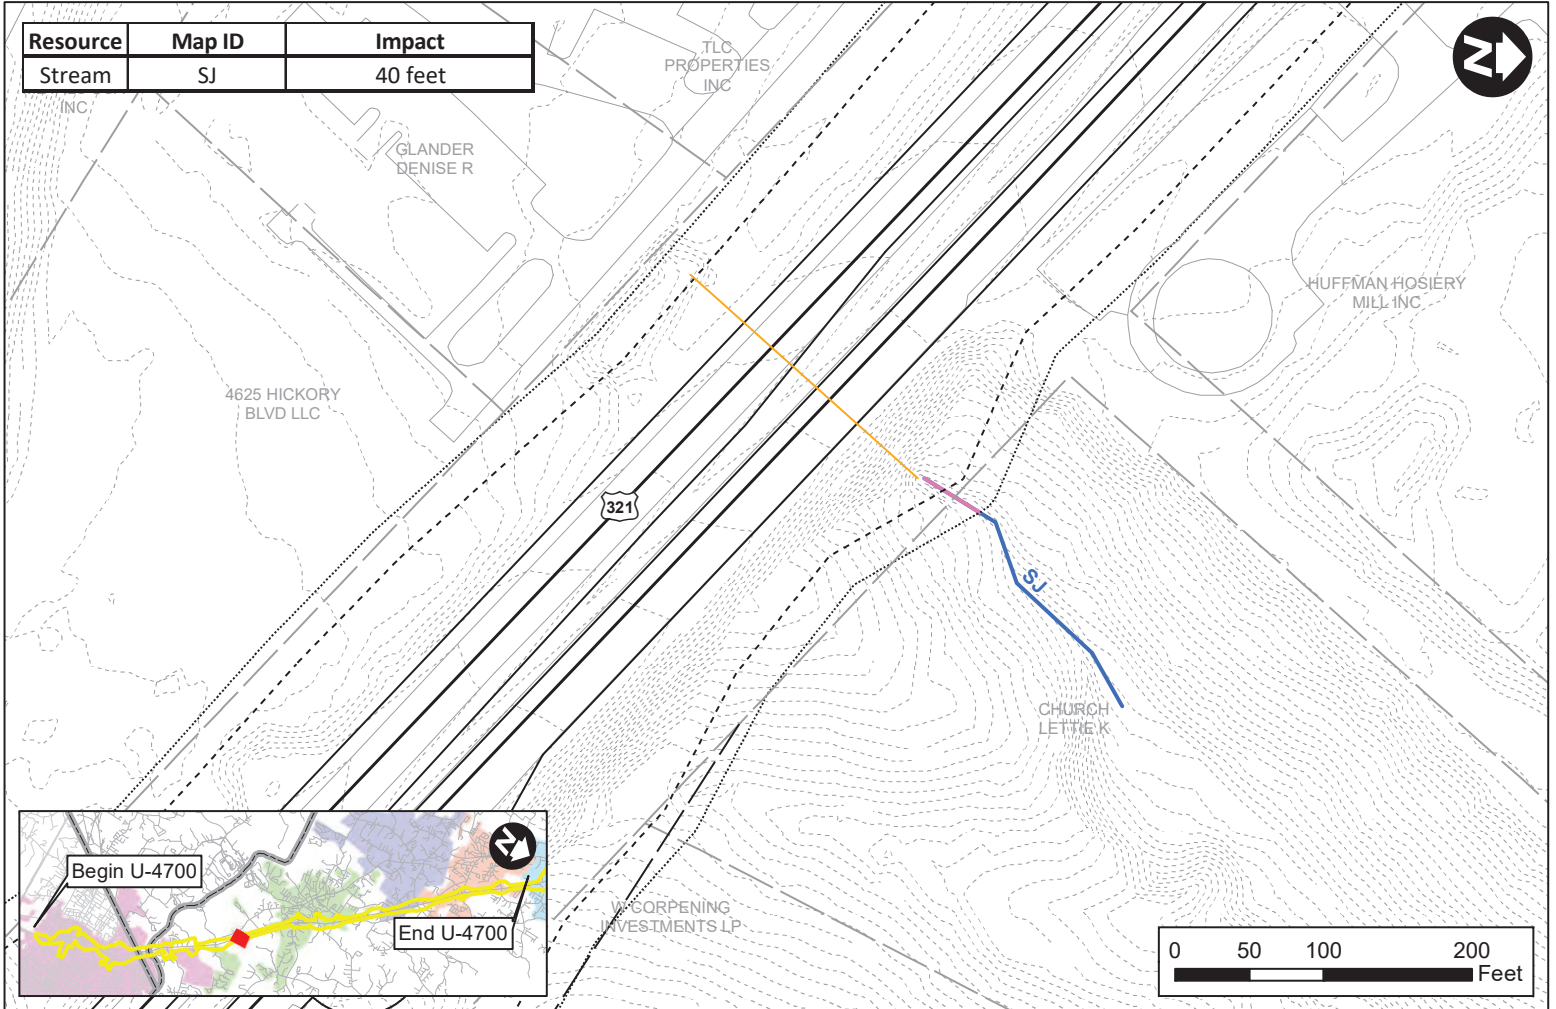 Resource Map ID Impact
Stream SJ 40 feet
INC
TLC
PROPERTIES
INC
N
GLANDER
DENISE R
HUFFMAN HOSIERY
MILL INC
4625 HICKORY
BLVD LLC
321
SJ
CHURCH
LETTIE K
W CORPENING
INVESTMENTS LP
Begin U-4700
End U-4700
N
0 50 100 200
Feet